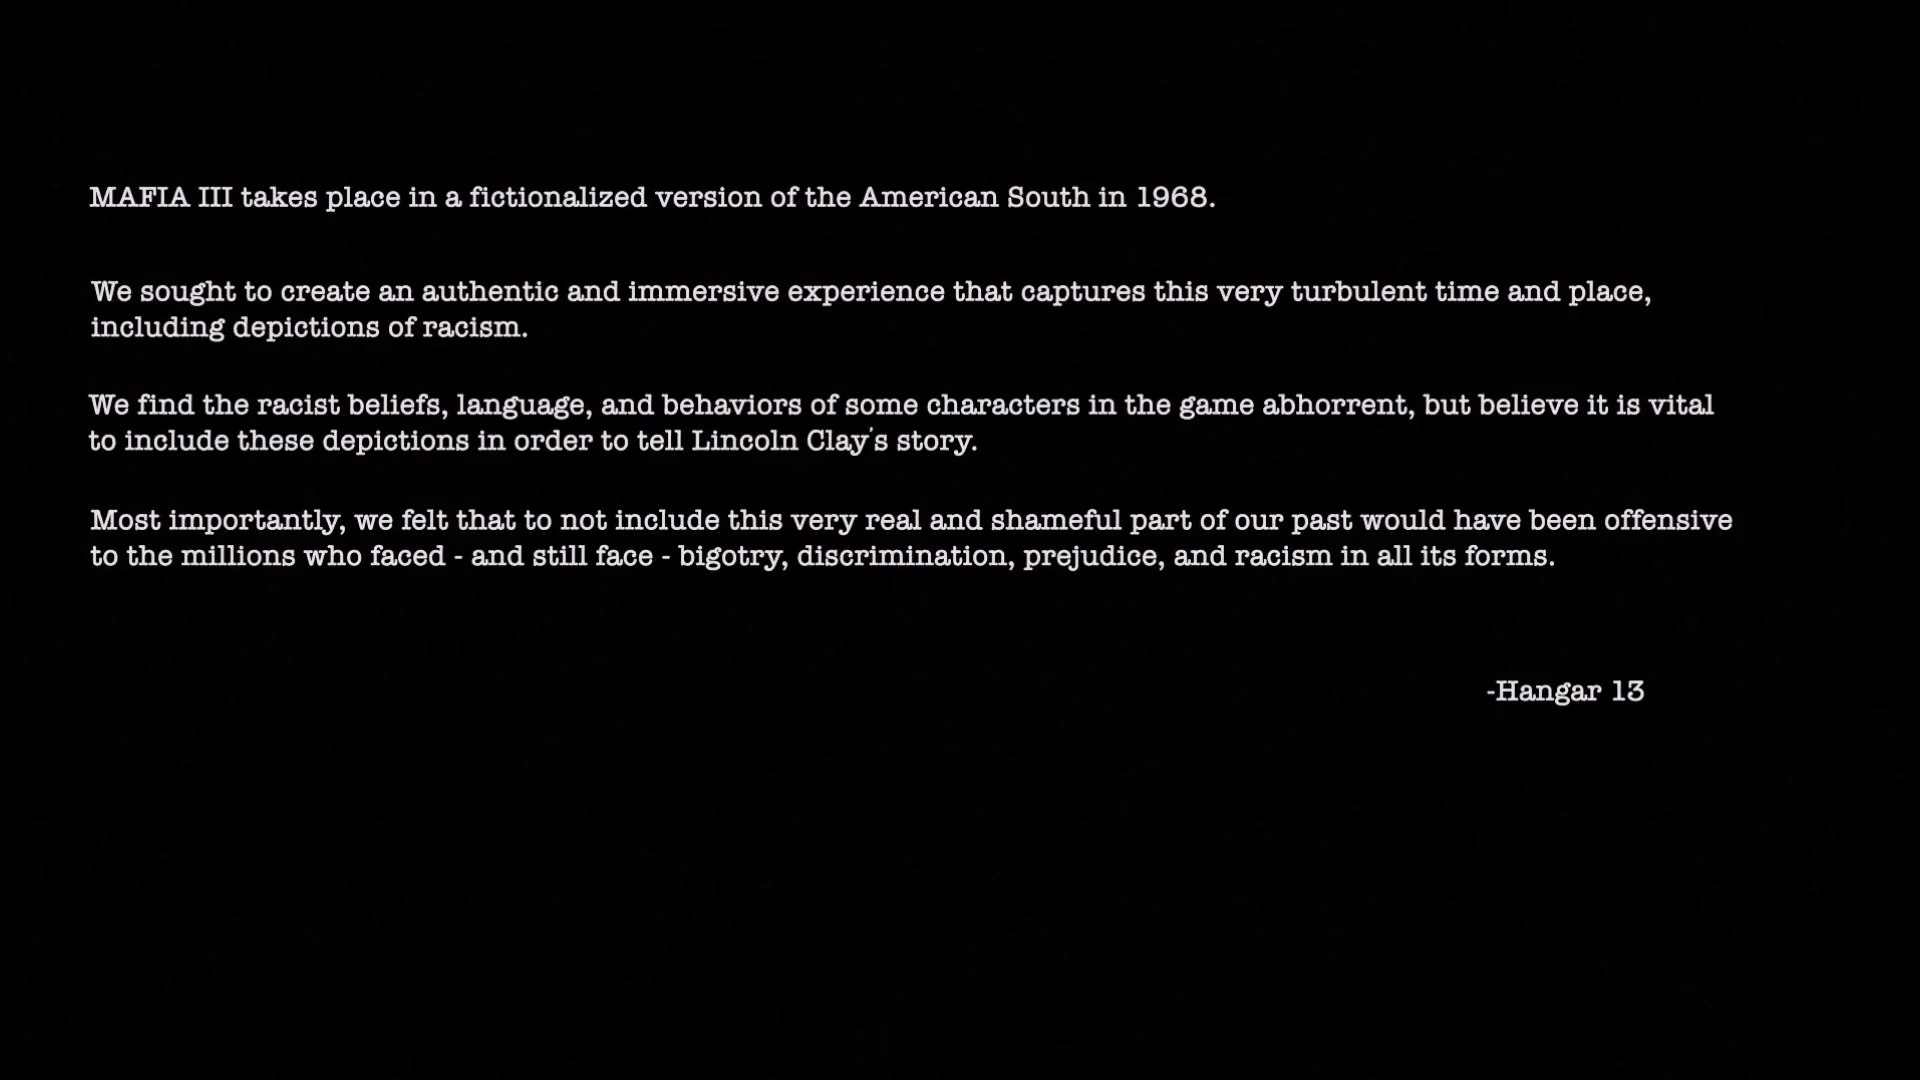 MAFIA III takes place in a fictionalized version of the American South in 1968.
We sought to create an authentic and immersive experience that captures this very turbulent time and place,
including depictions of racism.
We find the racist beliefs, language, and behaviors of some characters in the game abhorrent, but believe it is vital
to include these depictions in order to tell Lincoln Clay's story.
Most importantly, we felt that to not include this very real and shameful part of our past would have been offensive
to the millions who faced - and still face - bigotry, discrimination, prejudice, and racism in all its forms.
-Hangar 13